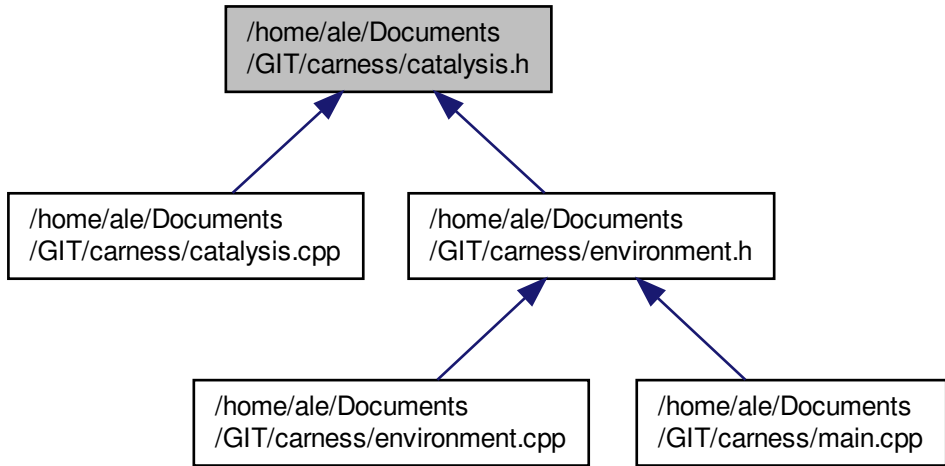 /home/ale/Documents
/GIT/carness/catalysis.h
/home/ale/Documents
/GIT/carness/catalysis.cpp
/home/ale/Documents
/GIT/carness/environment.h
/home/ale/Documents
/GIT/carness/environment.cpp
/home/ale/Documents
/GIT/carness/main.cpp